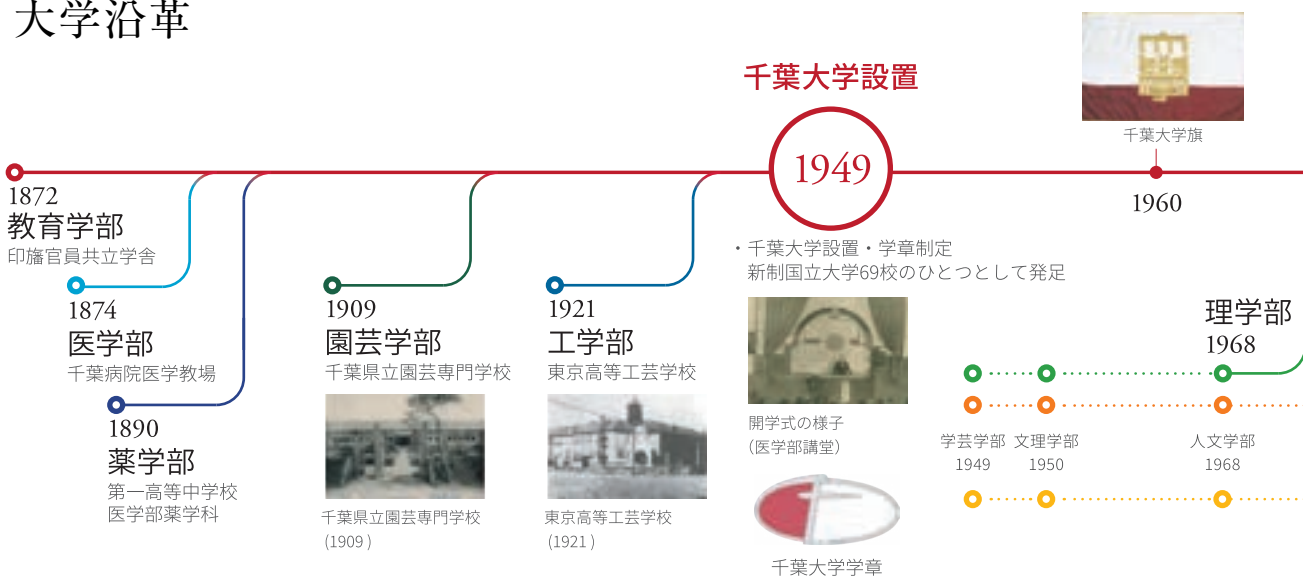 大学沿革
1872
教育学部
印旛官員共立学舎
1874
医学部
千葉病院医学教場
1890
薬学部
第一高等中学校
医学部薬学科
1909
園芸学部
千葉県立園芸専門学校
千葉県立園芸専門学校
(1909 )
1921
工学部
東京高等工芸学校
東京高等工芸学校
(1921 )
千葉大学設置
1949
・千葉大学設置・学章制定
新制国立大学69校のひとつとして発足
開学式の様子
（医学部講堂）
千葉大学学章
千葉大学旗
1960
理学部
1968
学芸学部 文理学部 人文学部
1949 1950 1968